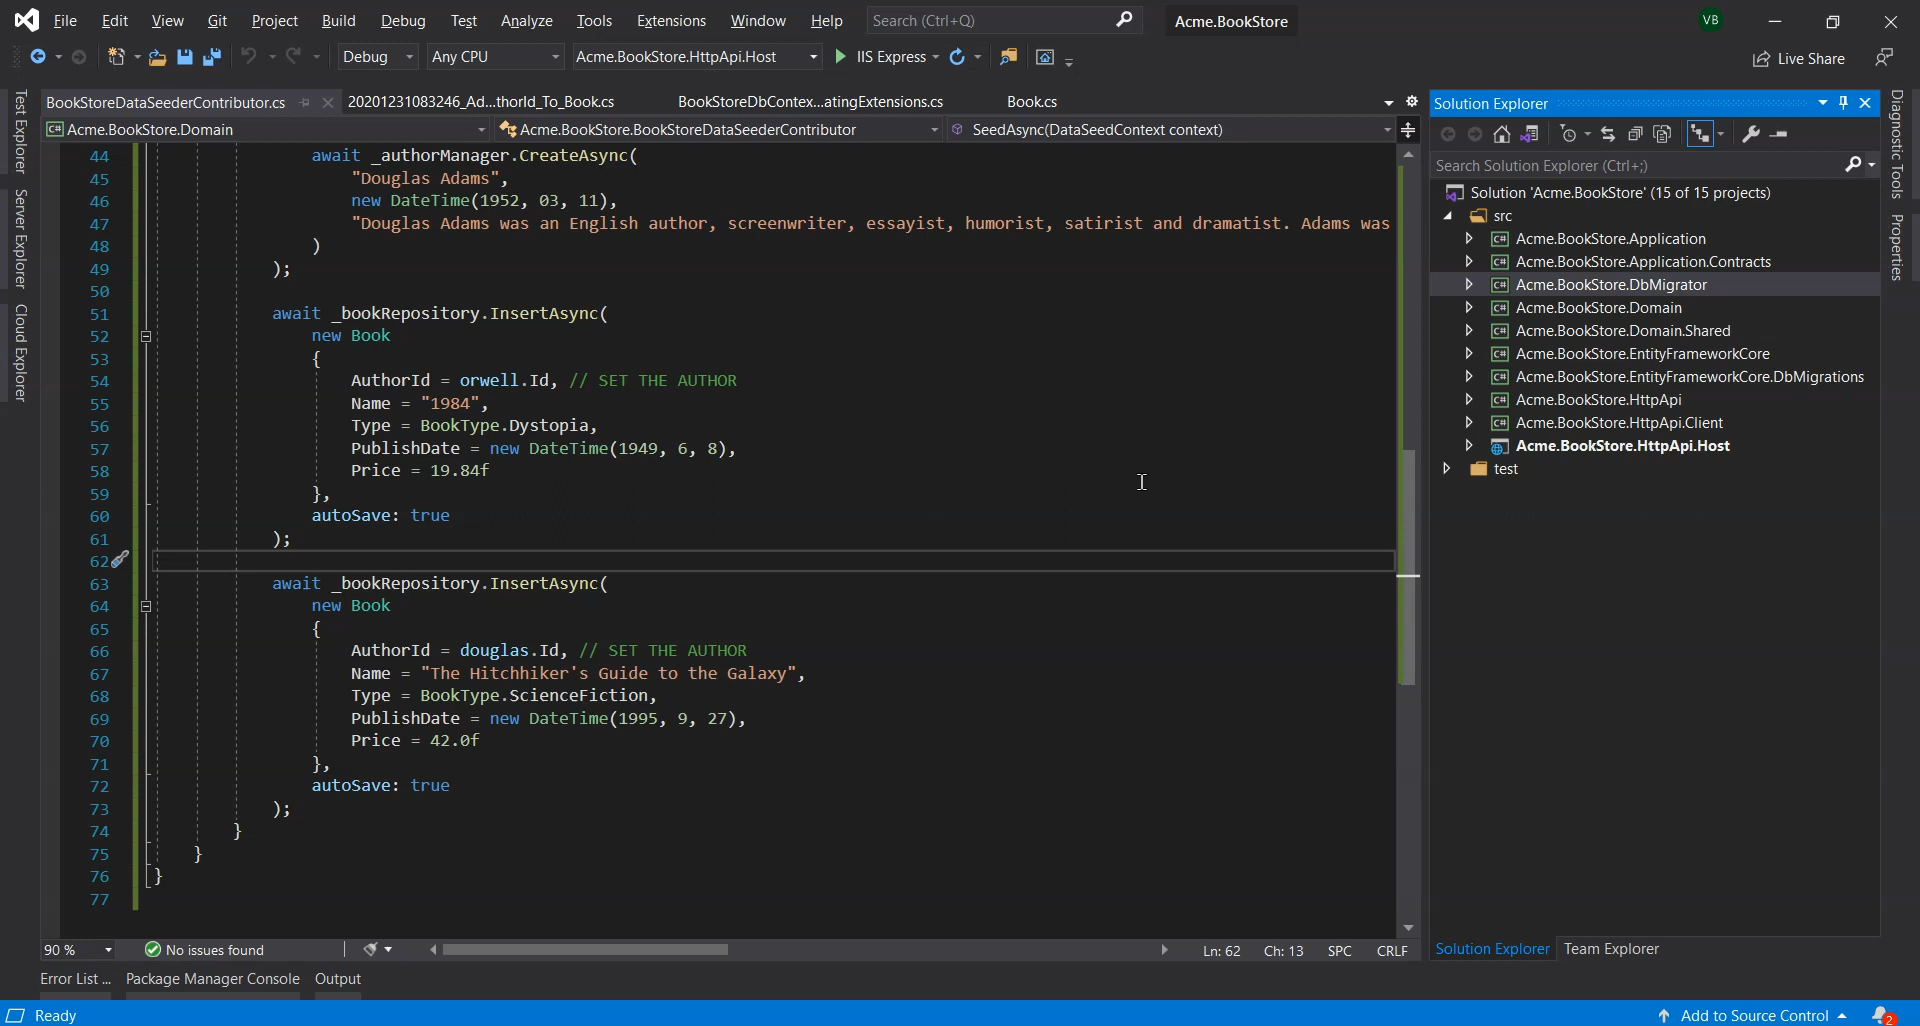 File Edit View Git Project Build Debug Test Analyze Tools Extensions Window Help Search (Ctrl+Q) Acme.BookStore VB
Debug Any CPU Acme.BookStore.HttpApi.Host IIS Express Live Share
BookStoreDataSeederContributor.cs 20201231083246_Ad...thorId_To_Book.cs BookStoreDbContex...atingExtensions.cs Book.cs
Acme.BookStore.Domain Acme.BookStore.BookStoreDataSeederContributor SeedAsync(DataSeedContext context)
Test Explorer
Server Explorer
Cloud Explorer
44 await _authorManager.CreateAsync(
45 "Douglas Adams",
46 new DateTime(1952, 03, 11),
47 "Douglas Adams was an English author, screenwriter, essayist, humorist, satirist and dramatist. Adams was
48 )
49 );
50
51 await _bookRepository.InsertAsync(
52 new Book
53 {
54 AuthorId = orwell.Id, // SET THE AUTHOR
55 Name = "1984",
56 Type = BookType.Dystopia,
57 PublishDate = new DateTime(1949, 6, 8),
58 Price = 19.84f
59 },
60 autoSave: true
61 );
62
63 await _bookRepository.InsertAsync(
64 new Book
65 {
66 AuthorId = douglas.Id, // SET THE AUTHOR
67 Name = "The Hitchhiker's Guide to the Galaxy",
68 Type = BookType.ScienceFiction,
69 PublishDate = new DateTime(1995, 9, 27),
70 Price = 42.0f
71 },
72 autoSave: true
73 );
74 }
75 }
76 }
77
90 % No issues found Ln: 62 Ch: 13 SPC CRLF
Solution Explorer
Search Solution Explorer (Ctrl+;)
Solution 'Acme.BookStore' (15 of 15 projects)
src
C# Acme.BookStore.Application
C# Acme.BookStore.Application.Contracts
C# Acme.BookStore.DbMigrator
C# Acme.BookStore.Domain
C# Acme.BookStore.Domain.Shared
C# Acme.BookStore.EntityFrameworkCore
C# Acme.BookStore.EntityFrameworkCore.DbMigrations
C# Acme.BookStore.HttpApi
C# Acme.BookStore.HttpApi.Client
Acme.BookStore.HttpApi.Host
test
Solution Explorer Team Explorer
Diagnostic Tools
Properties
Error List ... Package Manager Console Output
Ready Add to Source Control 2